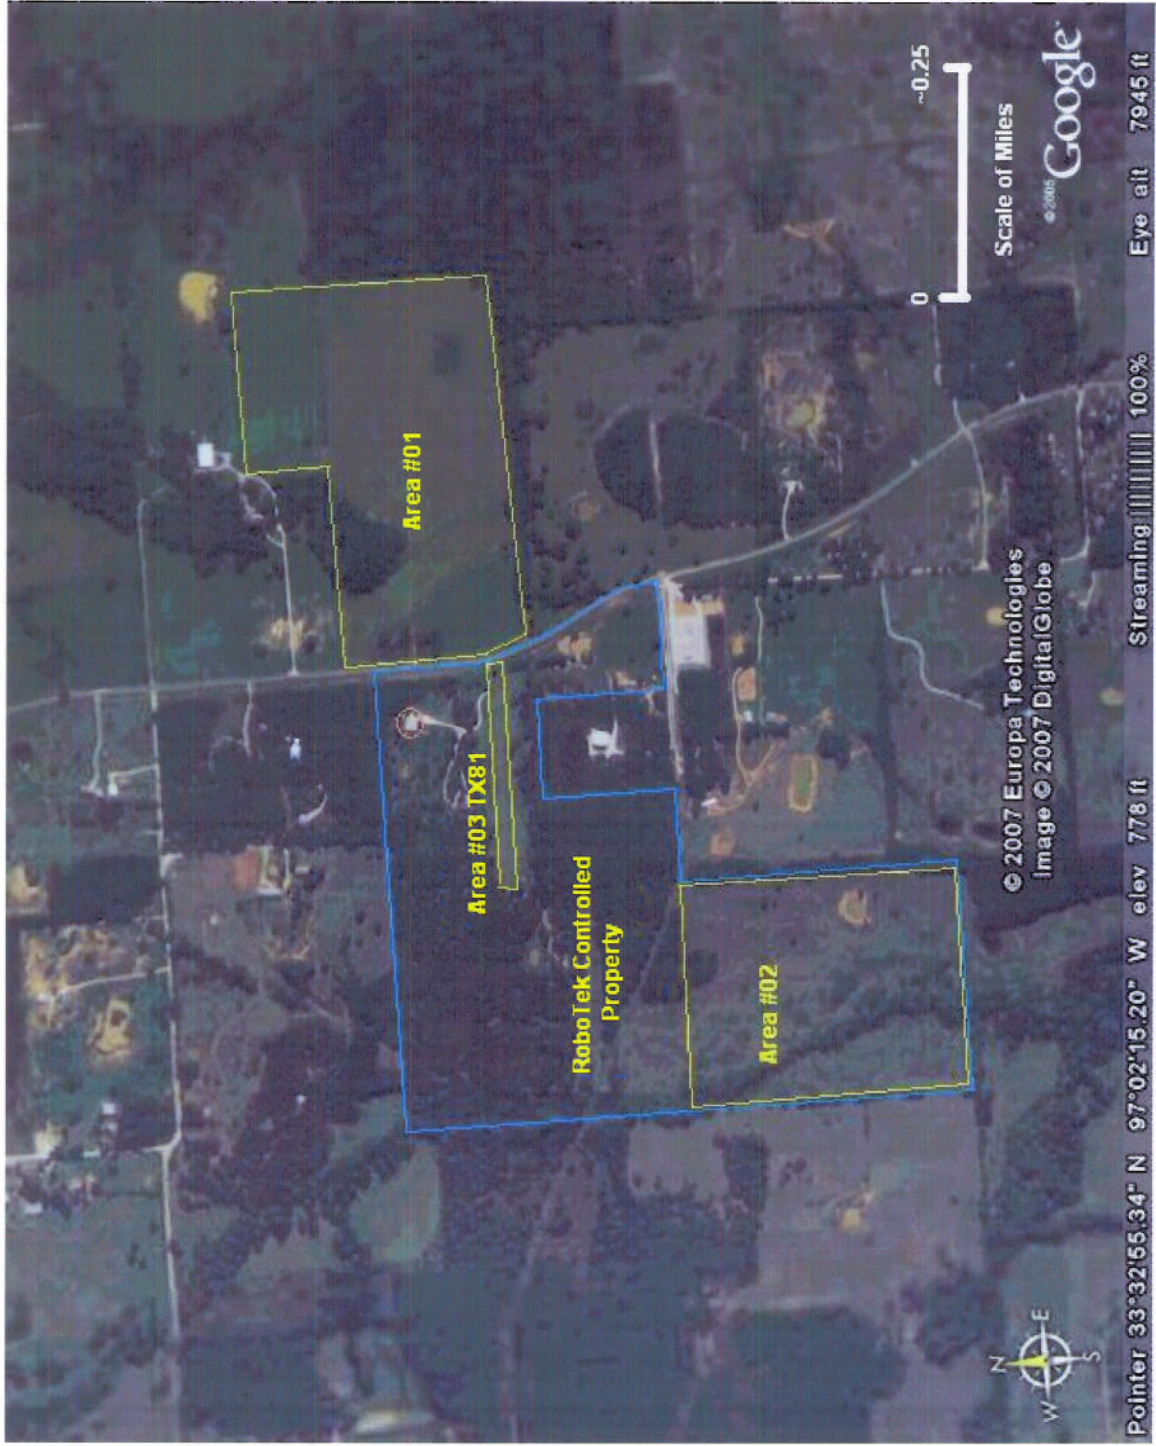 Area #01
Area #03 TX81
RoboTek Controlled
Property
Area #02
0 ~0.25
Scale of Miles
© 2007 Europa Technologies
Image © 2007 DigitalGlobe
©2005 Google™
N
W E
S
Pointer 33°32'55.34" N 97°02'15.20" W elev 778 ft Streaming |||||||||| 100% Eye alt 7945 ft